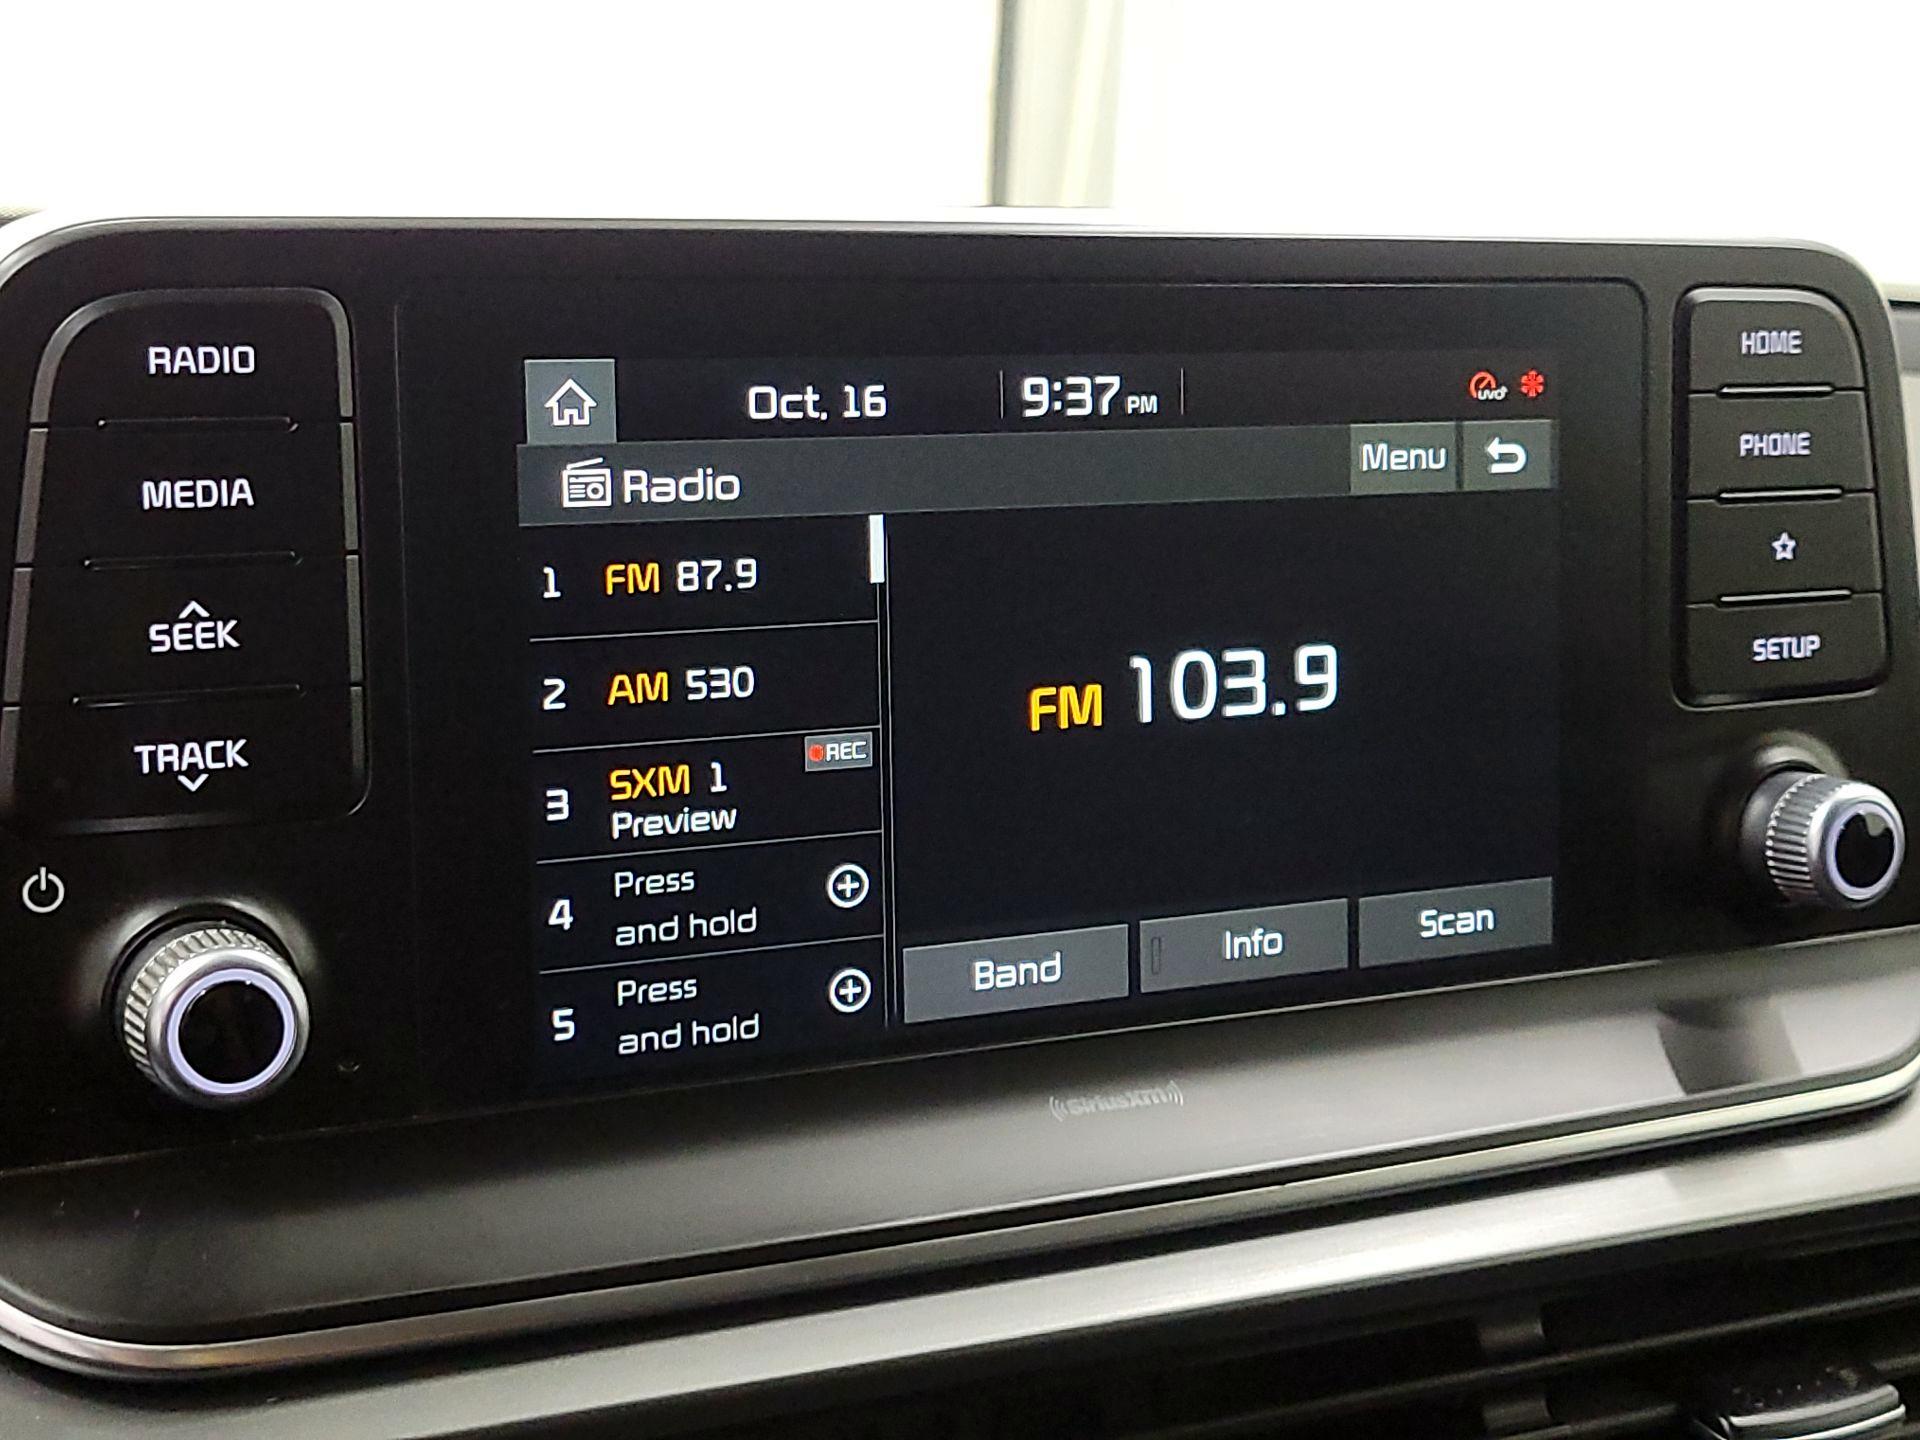 RADIO
MEDIA
SEEK
TRACK
Oct. 16
9:37 PM
UVO
Radio
Menu
1 FM 87.9
2 AM 530
REC
3 SXM 1
Preview
4 Press
and hold
5 Press
and hold
FM 103.9
Band
Info
Scan
HOME
PHONE
SETUP
SiriusXM